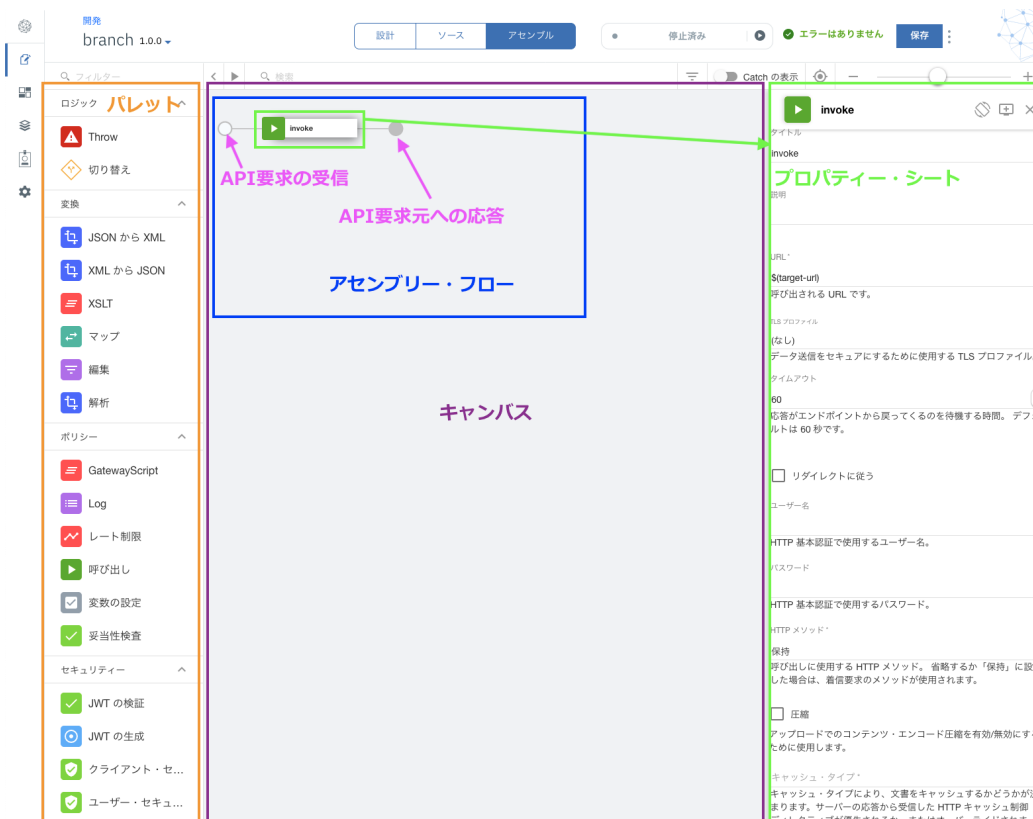 開発
branch 1.0.0
設計
ソース
アセンブル
停止済み
エラーはありません
保存
フィルター
検索
Catch の表示
ロジック
パレット
Throw
切り替え
変換
JSON から XML
XML から JSON
XSLT
マップ
編集
解析
ポリシー
GatewayScript
Log
レート制限
呼び出し
変数の設定
妥当性検査
セキュリティー
JWT の検証
JWT の生成
クライアント・セ...
ユーザー・セキュ...
invoke
API要求の受信
API要求元への応答
アセンブリー・フロー
キャンバス
invoke
タイトル
invoke
プロパティー・シート
説明
URL*
$(target-url)
呼び出される URL です。
TLS プロファイル
(なし)
データ送信をセキュアにするために使用する TLS プロファイル
タイムアウト
60
応答がエンドポイントから戻ってくるのを待機する時間。 デフ
ルトは 60 秒です。
リダイレクトに従う
ユーザー名
HTTP 基本認証で使用するユーザー名。
パスワード
HTTP 基本認証で使用するパスワード。
HTTP メソッド*
保持
呼び出しに使用する HTTP メソッド。 省略するか「保持」に設
した場合は、着信要求のメソッドが使用されます。
圧縮
アップロードでのコンテンツ・エンコード圧縮を有効/無効にす
ために使用します。
キャッシュ・タイプ*
キャッシュ・タイプにより、文書をキャッシュするかどうかが
まります。サーバーの応答から受信した HTTP キャッシュ制御